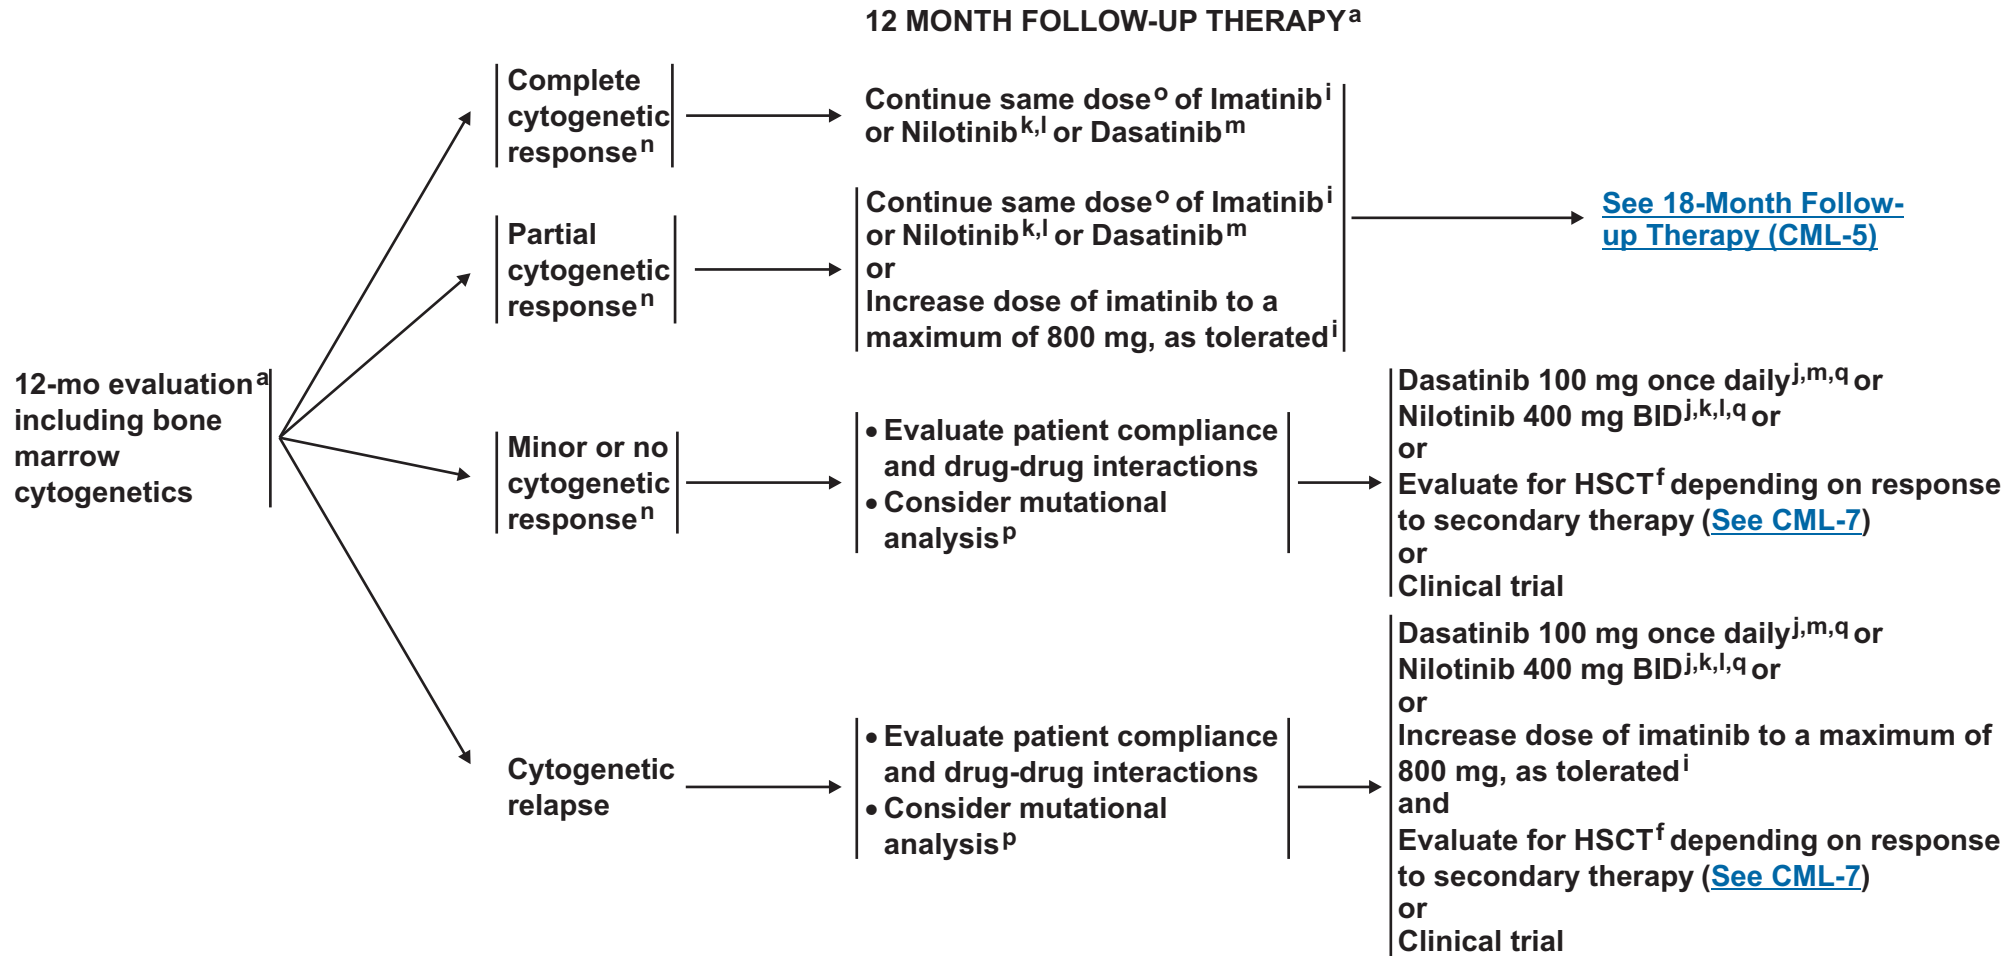 12 MONTH FOLLOW-UP THERAPYa
12-mo evaluationa
including bone
marrow
cytogenetics
Complete
cytogenetic
responsen
Continue same doseo of Imatinibi
or Nilotinibk,l or Dasatinibm
Partial
cytogenetic
responsen
Continue same doseo of Imatinibi
or Nilotinibk,l or Dasatinibm
or
Increase dose of imatinib to a
maximum of 800 mg, as toleratedi
See 18-Month Follow-
up Therapy (CML-5)
Minor or no
cytogenetic
responsen
• Evaluate patient compliance
and drug-drug interactions
• Consider mutational
analysisp
Dasatinib 100 mg once dailyj,m,q or
Nilotinib 400 mg BIDj,k,l,q or
or
Evaluate for HSCTf depending on response
to secondary therapy (See CML-7)
or
Clinical trial
Cytogenetic
relapse
• Evaluate patient compliance
and drug-drug interactions
• Consider mutational
analysisp
Dasatinib 100 mg once dailyj,m,q or
Nilotinib 400 mg BIDj,k,l,q or
or
Increase dose of imatinib to a maximum of
800 mg, as toleratedi
and
Evaluate for HSCTf depending on response
to secondary therapy (See CML-7)
or
Clinical trial